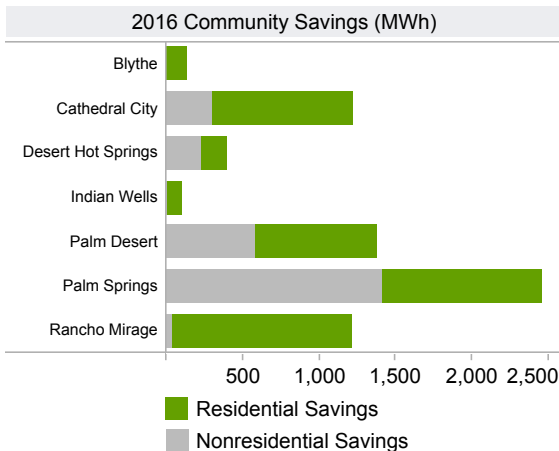 2016 Community Savings (MWh)
Blythe
Cathedral City
Desert Hot Springs
Indian Wells
Palm Desert
Palm Springs
Rancho Mirage
500 1,000 1,500 2,000 2,500
Residential Savings
Nonresidential Savings